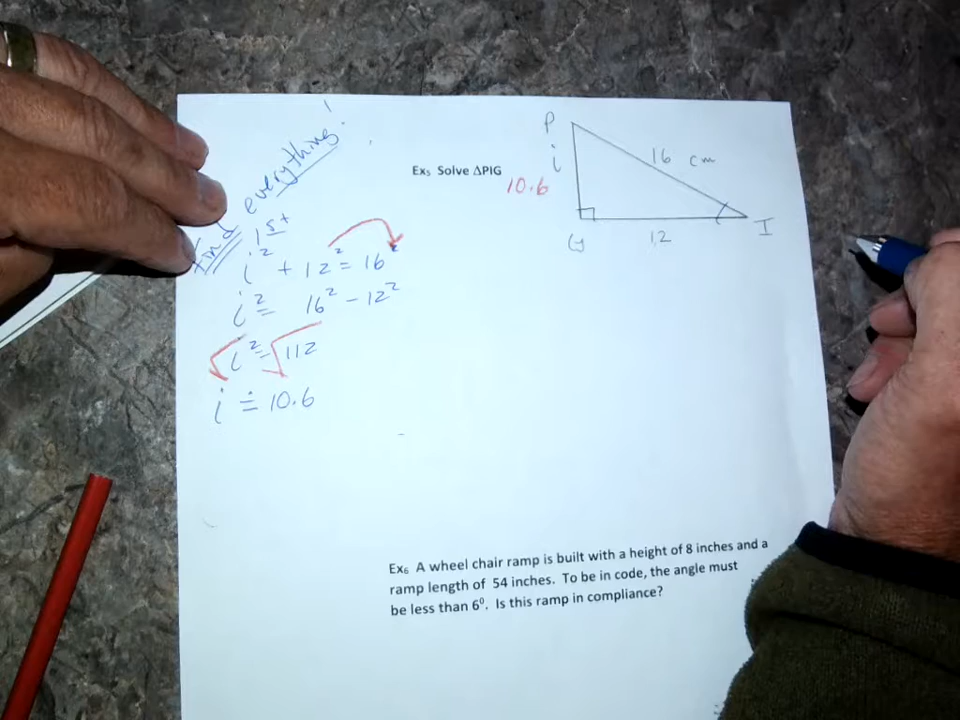 Find everything!
Ex5 Solve ΔPIG
P
i
16 cm
10.6
G
12
I
1st
i² + 12² = 16²
i² = 16² - 12²
√i² = √112
i ≐ 10.6
Ex6 A wheel chair ramp is built with a height of 8 inches and a
ramp length of 54 inches. To be in code, the angle must
be less than 6⁰. Is this ramp in compliance?